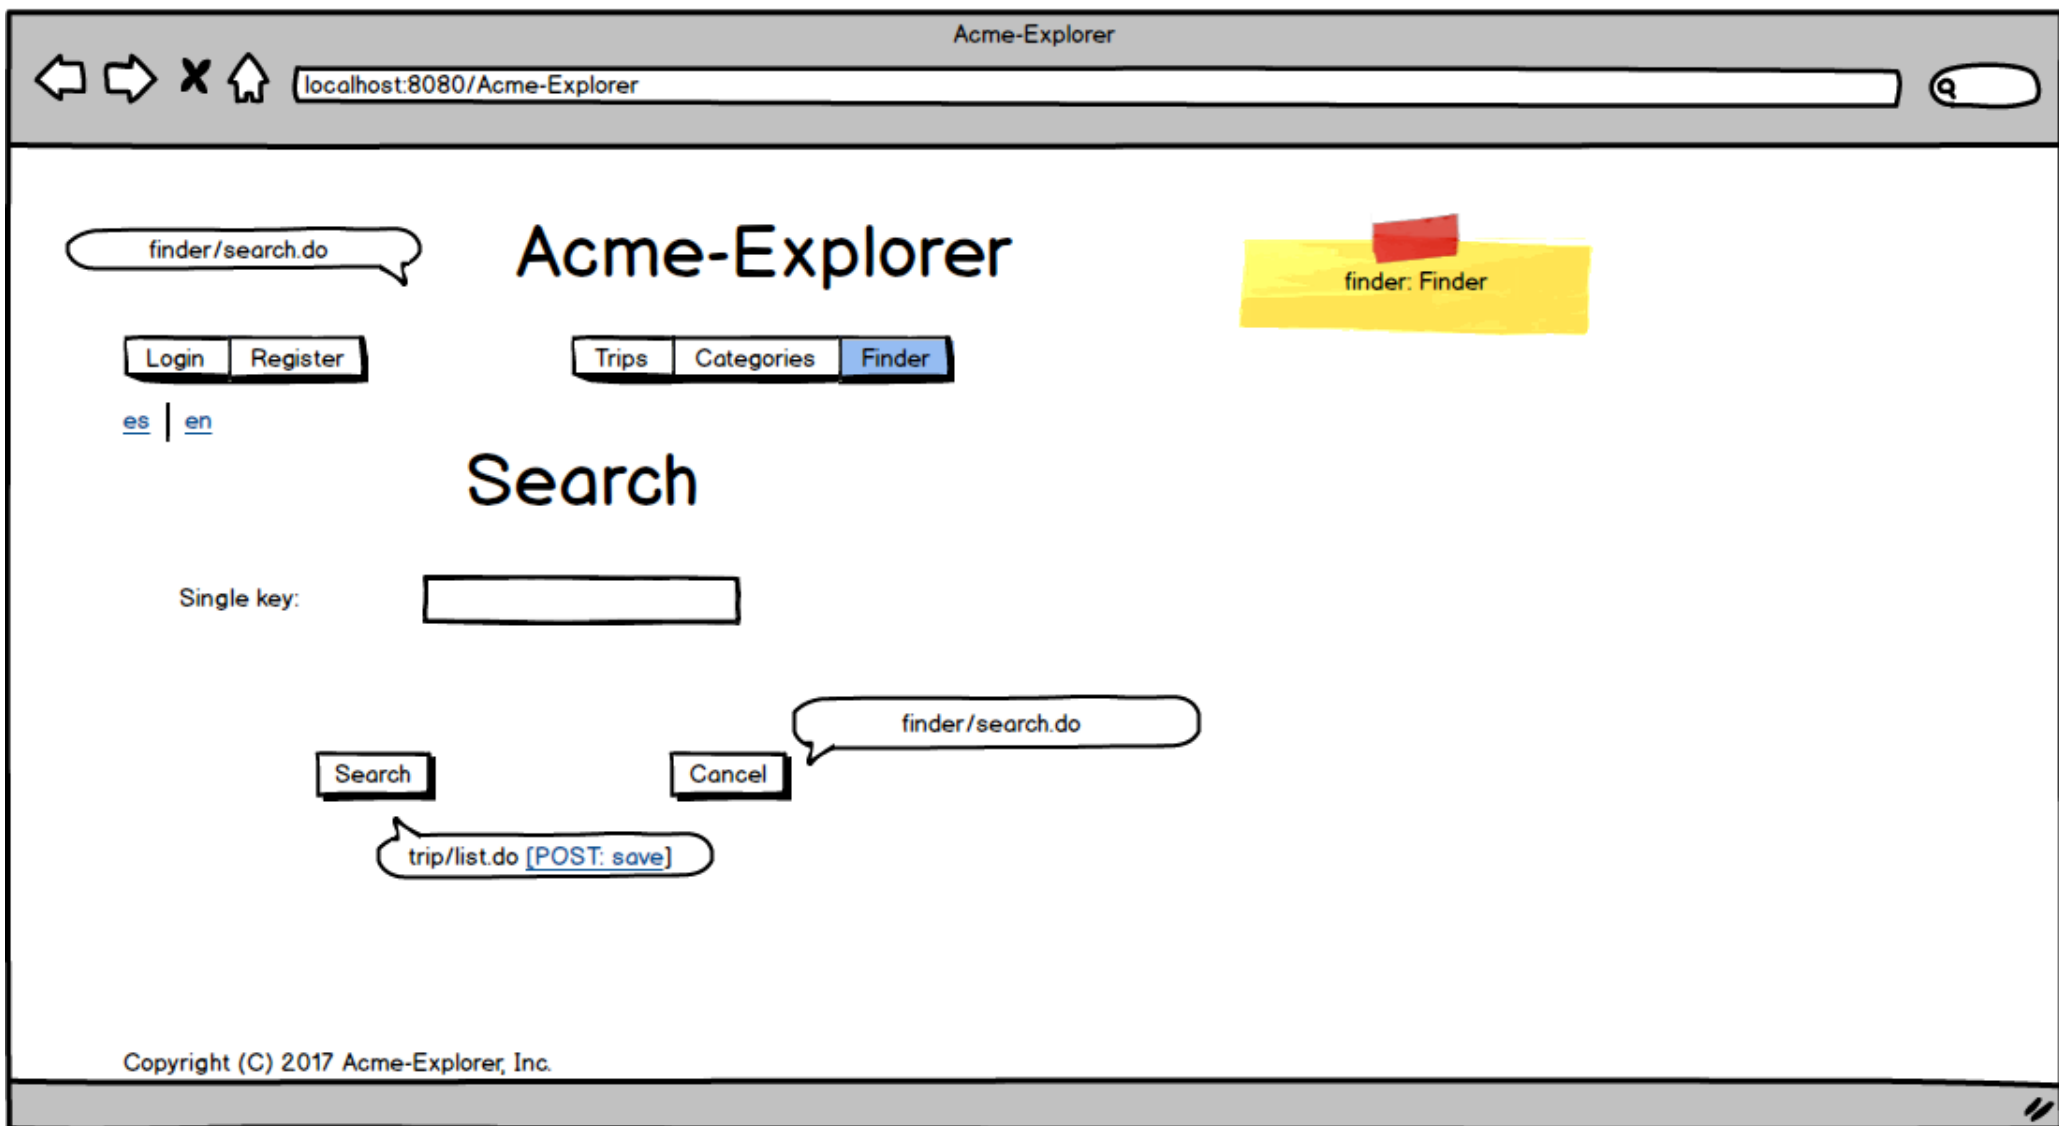 Acme-Explorer
localhost:8080/Acme-Explorer
finder/search.do
Acme-Explorer
finder: Finder
Login Register
Trips Categories Finder
es en
Search
Single key:
finder/search.do
Search Cancel
trip/list.do [POST: save]
Copyright (C) 2017 Acme-Explorer, Inc.